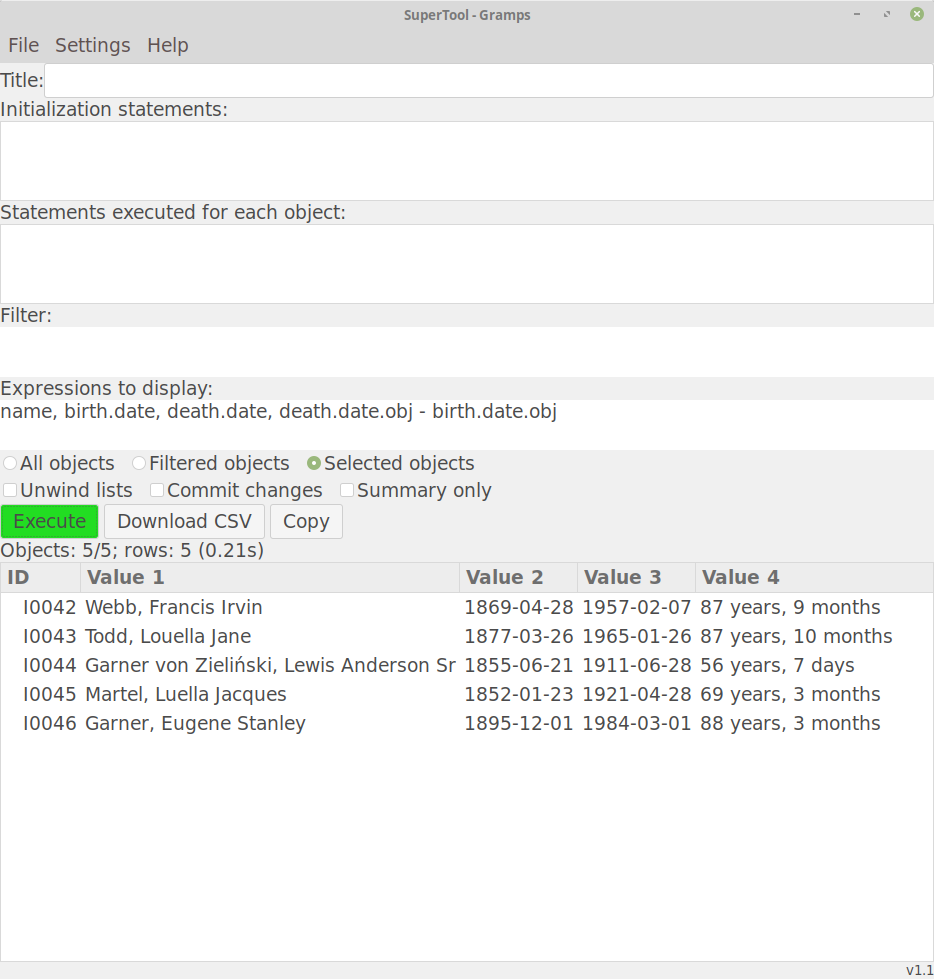 SuperTool - Gramps
File Settings Help
Title:
Initialization statements:
Statements executed for each object:
Filter:
Expressions to display:
name, birth.date, death.date, death.date.obj - birth.date.obj
All objects Filtered objects Selected objects
Unwind lists Commit changes Summary only
Execute Download CSV Copy
Objects: 5/5; rows: 5 (0.21s)
ID Value 1 Value 2 Value 3 Value 4
I0042 Webb, Francis Irvin 1869-04-28 1957-02-07 87 years, 9 months
I0043 Todd, Louella Jane 1877-03-26 1965-01-26 87 years, 10 months
I0044 Garner von Zieliński, Lewis Anderson Sr 1855-06-21 1911-06-28 56 years, 7 days
I0045 Martel, Luella Jacques 1852-01-23 1921-04-28 69 years, 3 months
I0046 Garner, Eugene Stanley 1895-12-01 1984-03-01 88 years, 3 months
v1.1